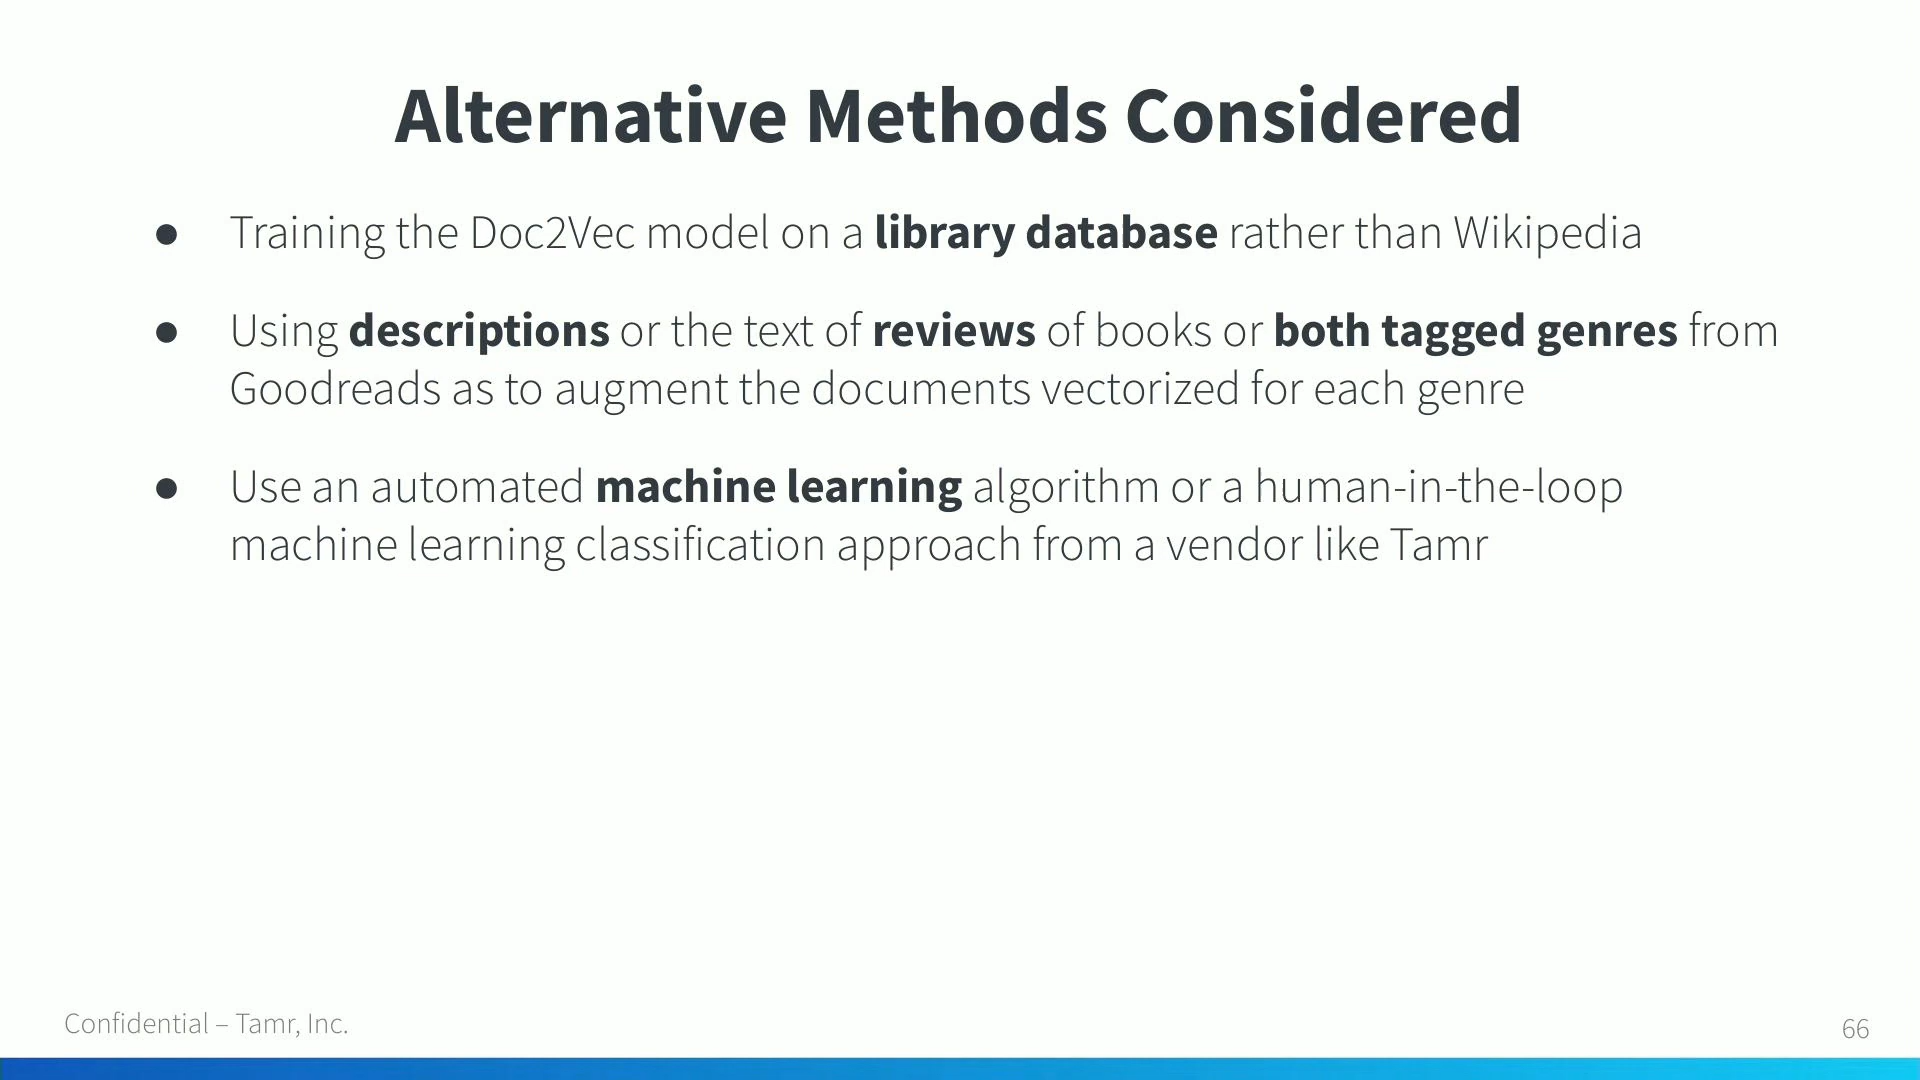 Alternative Methods Considered
● Training the Doc2Vec model on a library database rather than Wikipedia
● Using descriptions or the text of reviews of books or both tagged genres from
Goodreads as to augment the documents vectorized for each genre
● Use an automated machine learning algorithm or a human-in-the-loop
machine learning classification approach from a vendor like Tamr
Confidential – Tamr, Inc.
66